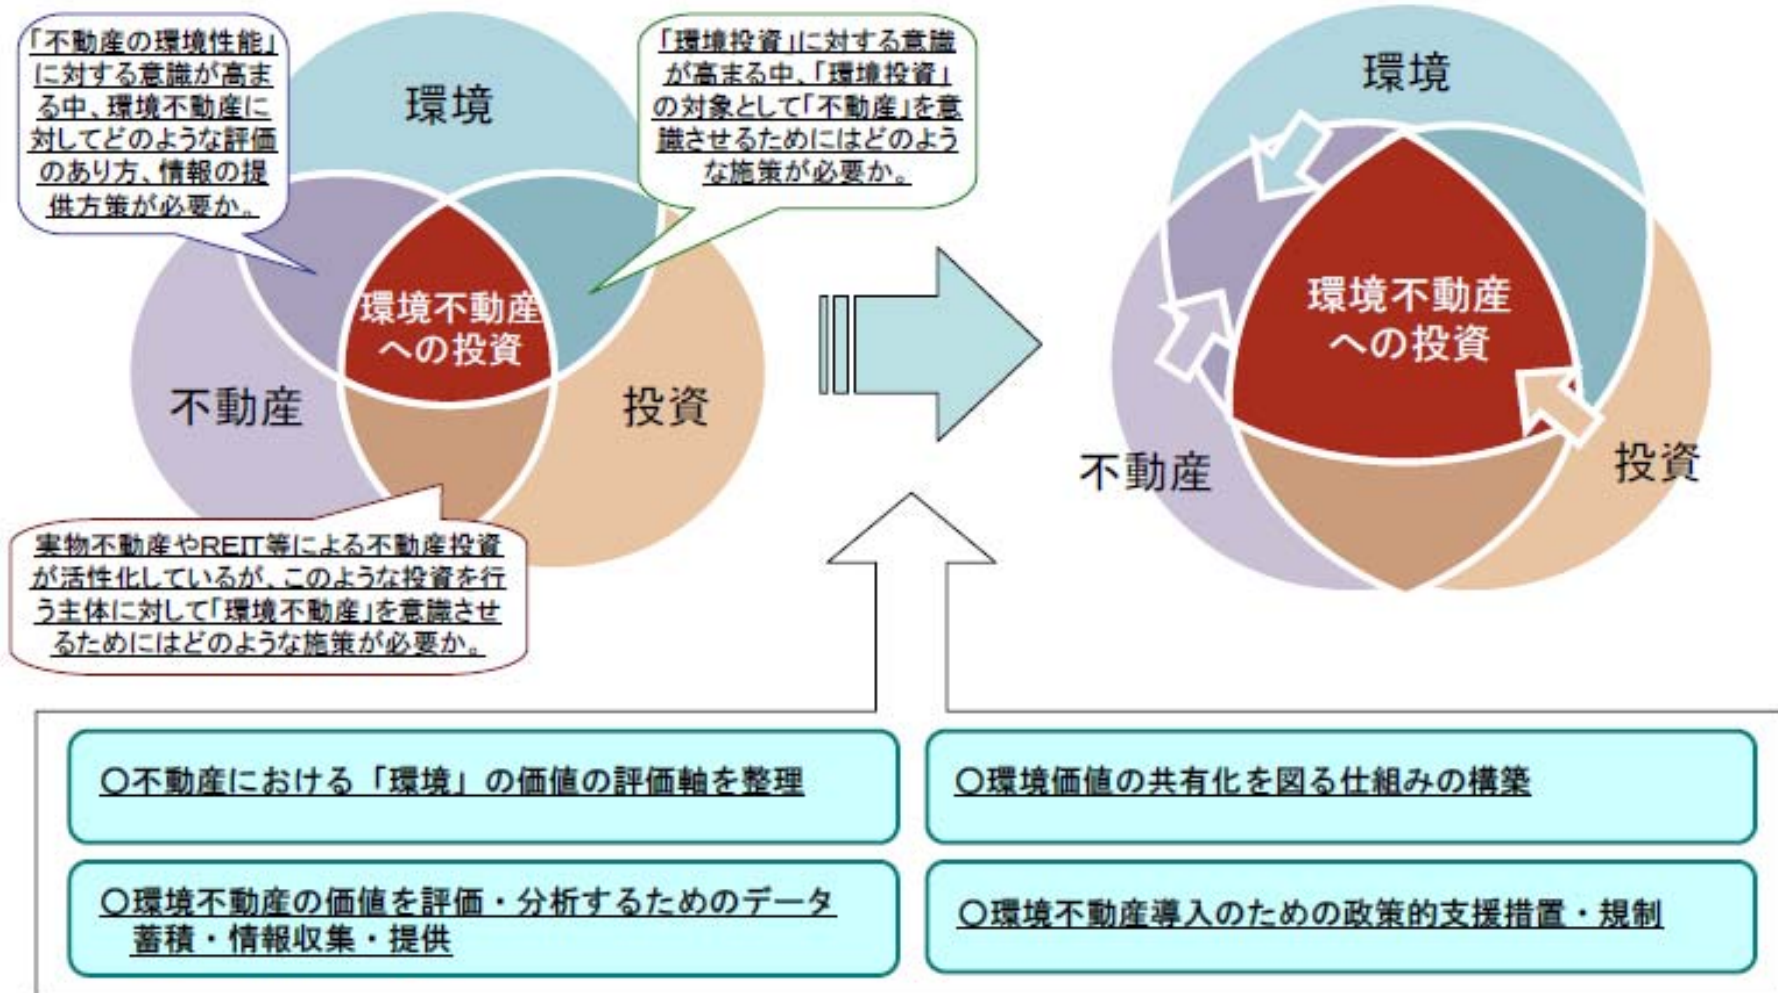 「不動産の環境性能」
に対する意識が高ま
る中、環境不動産に
対してどのような評価
のあり方、情報の提
供方策が必要か。
環境
「環境投資」に対する意識
が高まる中、「環境投資」
の対象として「不動産」を意
識させるためにはどのよう
な施策が必要か。
環境不動産
への投資
不動産
投資
実物不動産やREIT等による不動産投資
が活性化しているが、このような投資を行
う主体に対して「環境不動産」を意識させ
るためにはどのような施策が必要か。
環境
環境不動産
への投資
不動産
投資
〇不動産における「環境」の価値の評価軸を整理
〇環境価値の共有化を図る仕組みの構築
〇環境不動産の価値を評価・分析するためのデータ
蓄積・情報収集・提供
〇環境不動産導入のための政策的支援措置・規制